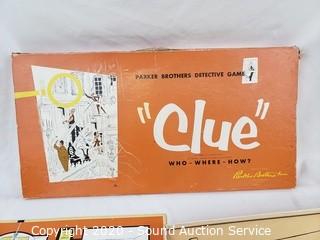 PARKER BROTHERS DETECTIVE GAME
"Clue"
WHO - WHERE - HOW?
Parker Brothers Inc
Copyright 2020 - Sound Auction Service